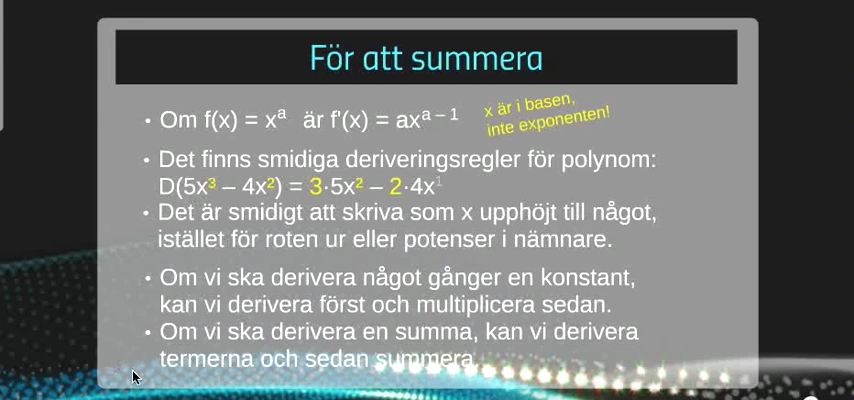 För att summera
• Om f(x) = xᵃ är f'(x) = axᵃ ⁻ ¹
x är i basen,
inte exponenten!
• Det finns smidiga deriveringsregler för polynom:
D(5x³ – 4x²) = 3·5x² – 2·4x¹
• Det är smidigt att skriva som x upphöjt till något,
istället för roten ur eller potenser i nämnare.
• Om vi ska derivera något gånger en konstant,
kan vi derivera först och multiplicera sedan.
• Om vi ska derivera en summa, kan vi derivera
termerna och sedan summera